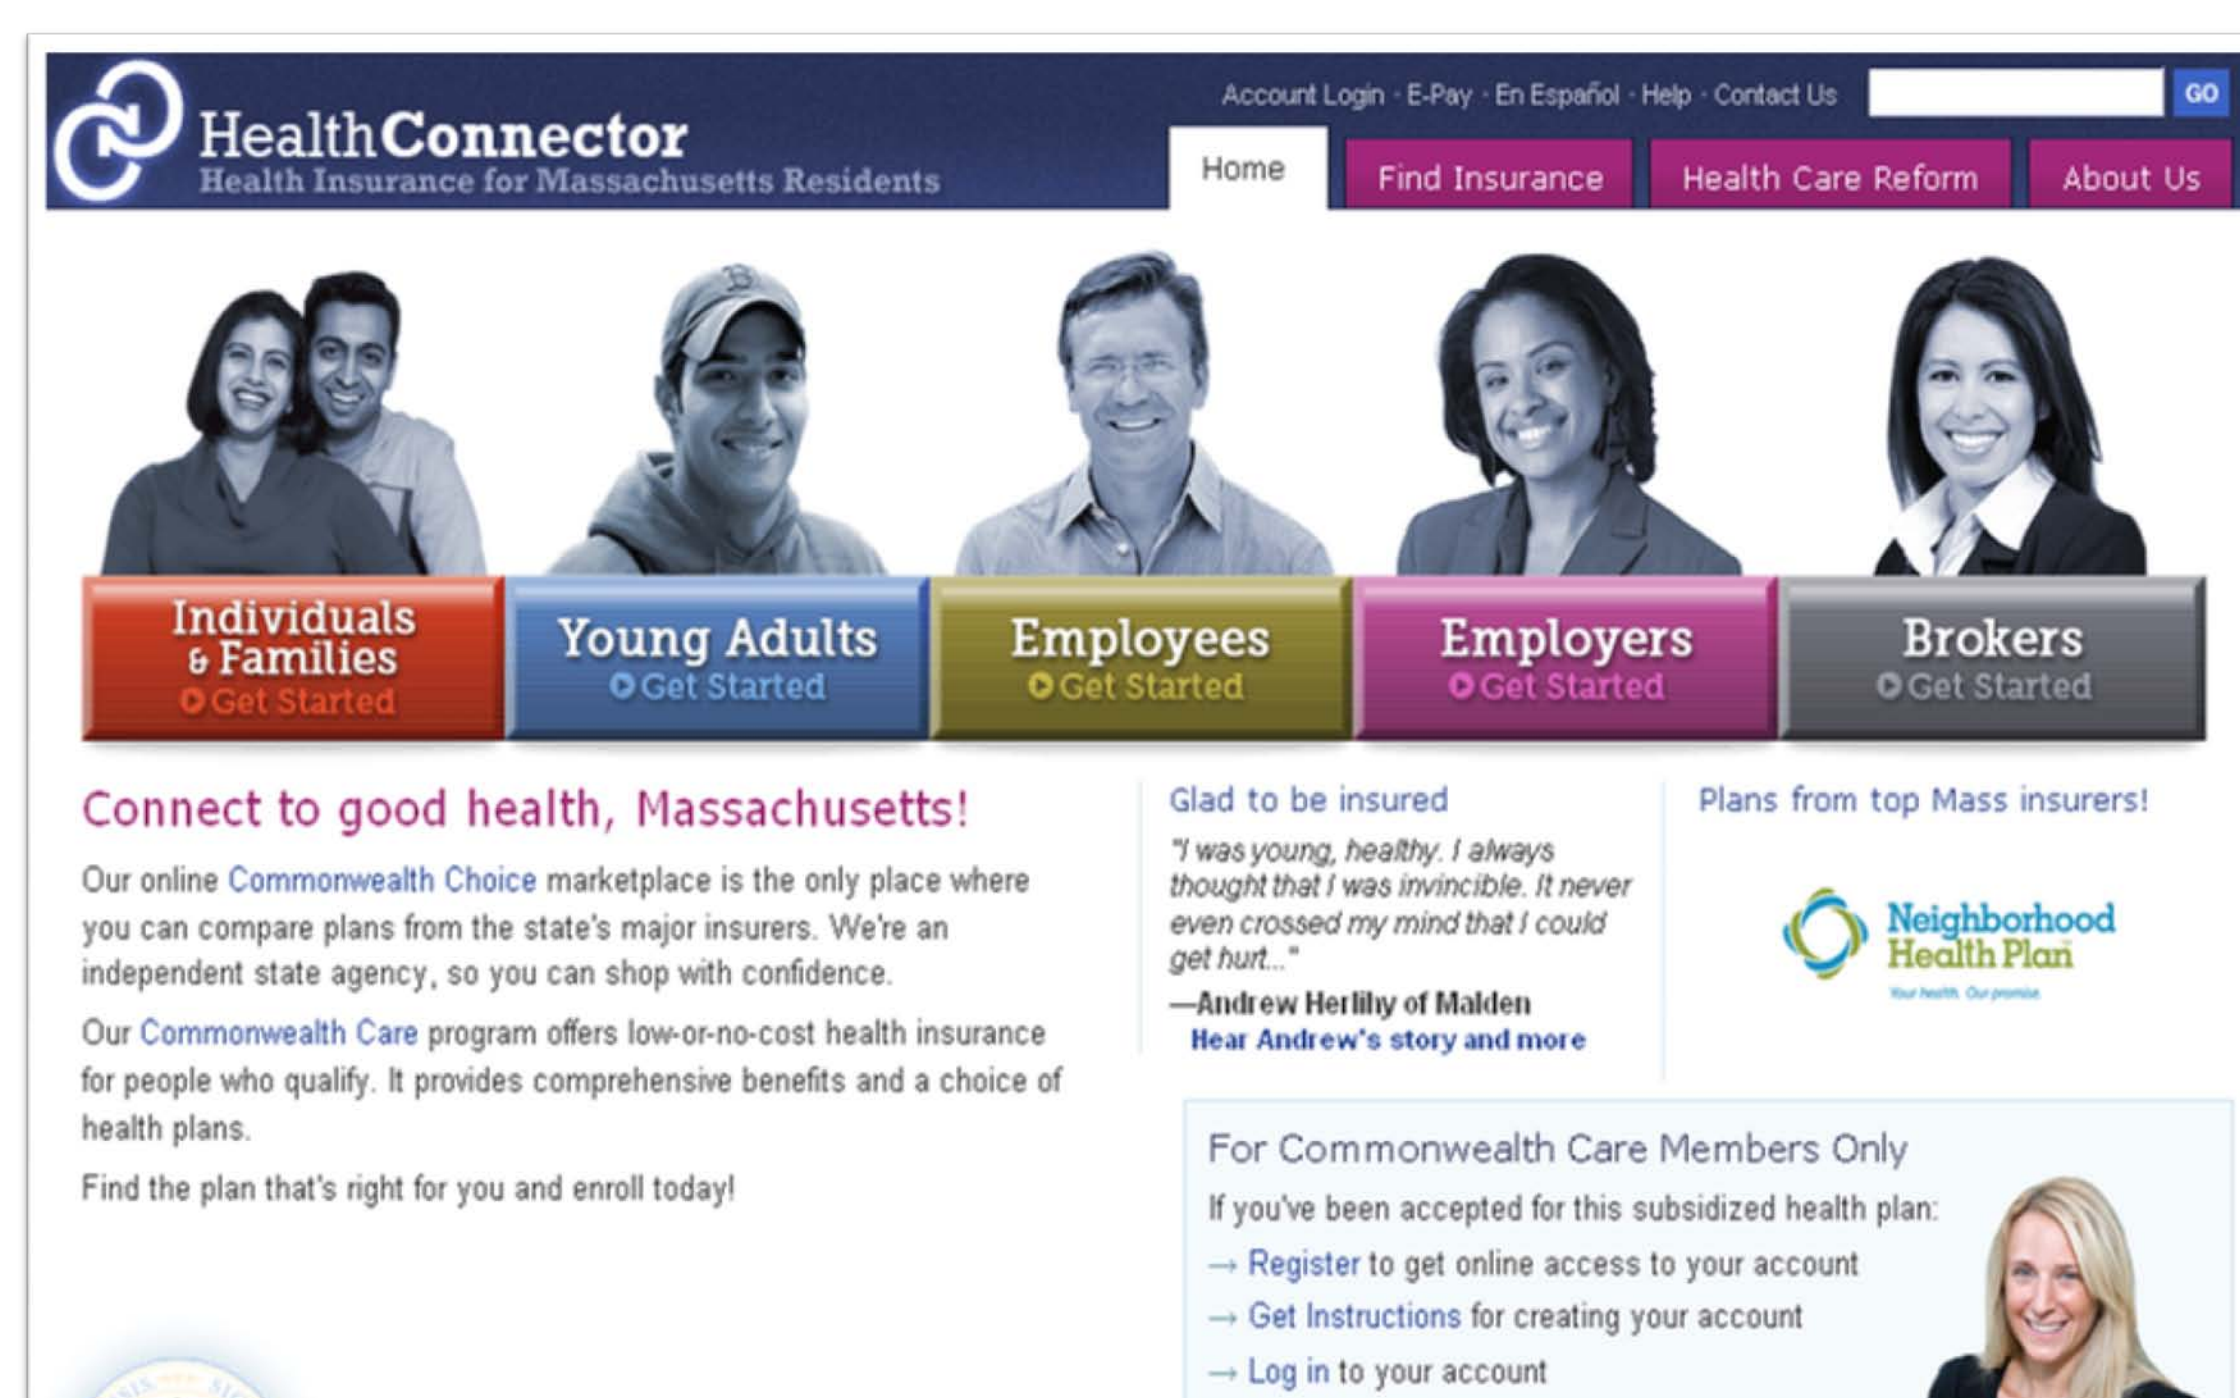 HealthConnector
Health Insurance for Massachusetts Residents
Account Login · E-Pay · En Español · Help · Contact Us
GO
Home
Find Insurance
Health Care Reform
About Us
B
Individuals
& Families
Get Started
Young Adults
Get Started
Employees
Get Started
Employers
Get Started
Brokers
Get Started
Connect to good health, Massachusetts!
Our online Commonwealth Choice marketplace is the only place where
you can compare plans from the state's major insurers. We're an
independent state agency, so you can shop with confidence.
Our Commonwealth Care program offers low-or-no-cost health insurance
for people who qualify. It provides comprehensive benefits and a choice of
health plans.
Find the plan that's right for you and enroll today!
Glad to be insured
"I was young, healthy. I always
thought that I was invincible. It never
even crossed my mind that I could
get hurt..."
—Andrew Herlihy of Malden
Hear Andrew's story and more
Plans from top Mass insurers!
Neighborhood
Health Plan
Your health. Our promise.
For Commonwealth Care Members Only
If you've been accepted for this subsidized health plan:
→ Register to get online access to your account
→ Get Instructions for creating your account
→ Log in to your account